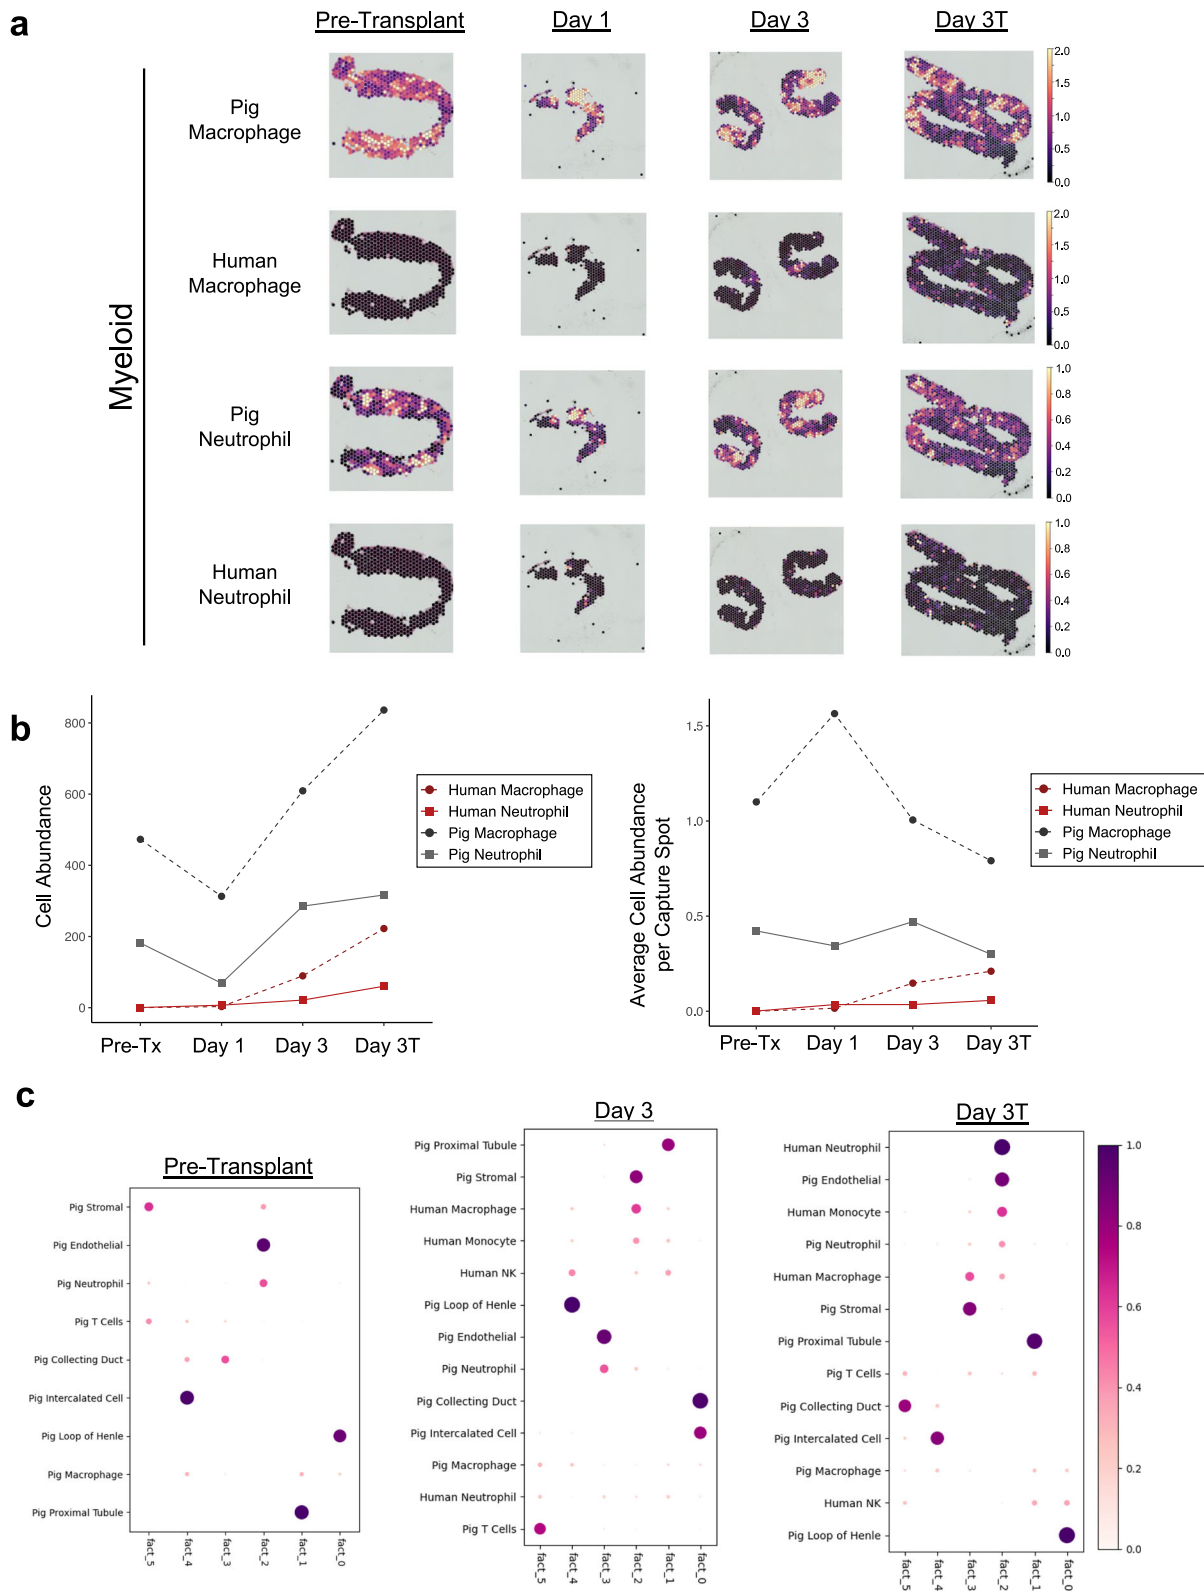 a
Pre-Transplant
Day 1
Day 3
Day 3T
Myeloid
Pig
Macrophage
2.0
1.5
1.0
0.5
0.0
Human
Macrophage
2.0
1.5
1.0
0.5
0.0
Pig
Neutrophil
1.0
0.8
0.6
0.4
0.2
0.0
Human
Neutrophil
1.0
0.8
0.6
0.4
0.2
0.0
b
Cell Abundance
800
600
400
200
0
Pre-Tx
Day 1
Day 3
Day 3T
Human Macrophage
Human Neutrophil
Pig Macrophage
Pig Neutrophil
Average Cell Abundance
per Capture Spot
1.5
1.0
0.5
0.0
Pre-Tx
Day 1
Day 3
Day 3T
Human Macrophage
Human Neutrophil
Pig Macrophage
Pig Neutrophil
c
Pre-Transplant
Pig Stromal
Pig Endothelial
Pig Neutrophil
Pig T Cells
Pig Collecting Duct
Pig Intercalated Cell
Pig Loop of Henle
Pig Macrophage
Pig Proximal Tubule
fact_5
fact_4
fact_3
fact_2
fact_1
fact_0
Day 3
Pig Proximal Tubule
Pig Stromal
Human Macrophage
Human Monocyte
Human NK
Pig Loop of Henle
Pig Endothelial
Pig Neutrophil
Pig Collecting Duct
Pig Intercalated Cell
Pig Macrophage
Human Neutrophil
Pig T Cells
fact_5
fact_4
fact_3
fact_2
fact_1
fact_0
Day 3T
Human Neutrophil
Pig Endothelial
Human Monocyte
Pig Neutrophil
Human Macrophage
Pig Stromal
Pig Proximal Tubule
Pig T Cells
Pig Collecting Duct
Pig Intercalated Cell
Pig Macrophage
Human NK
Pig Loop of Henle
fact_5
fact_4
fact_3
fact_2
fact_1
fact_0
1.0
0.8
0.6
0.4
0.2
0.0